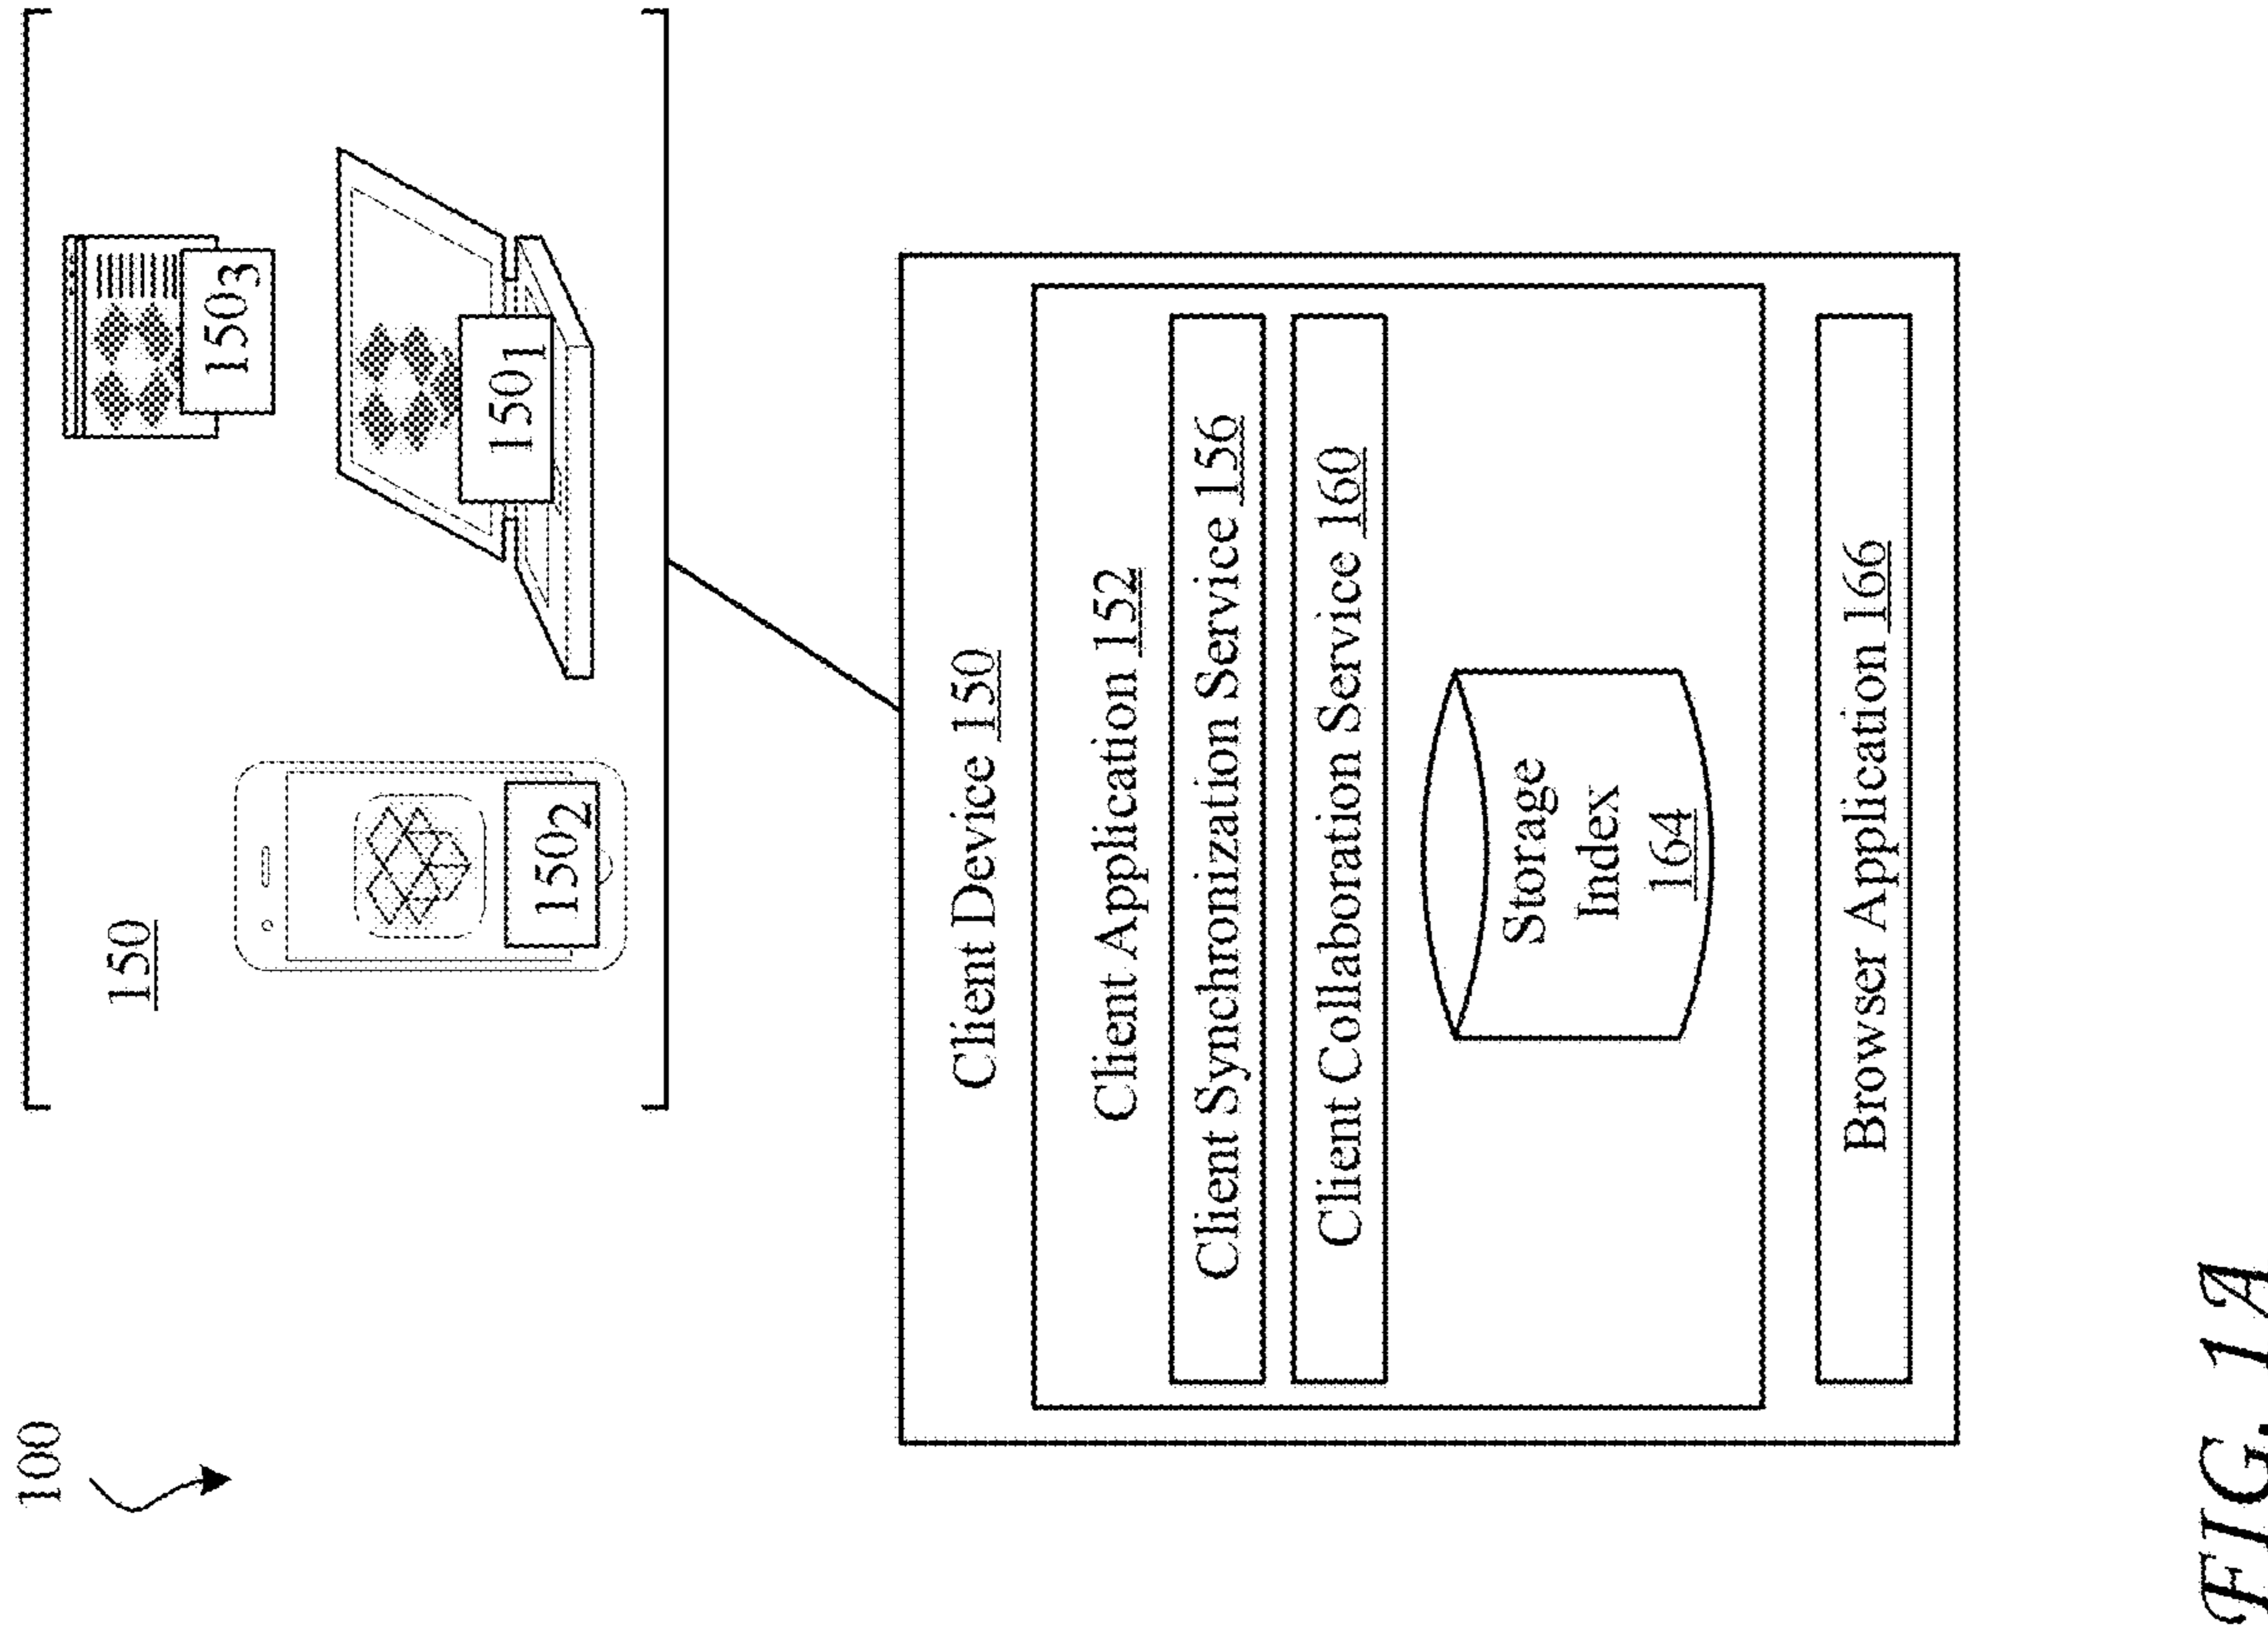 100
150
150₂
150₁
150₃
Client Device 150
Client Application 152
Client Synchronization Service 156
Client Collaboration Service 160
Storage
Index
164
Browser Application 166
FIG. 1A